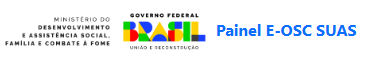 MINISTÉRIO DO
DESENVOLVIMENTO
E ASSISTÊNCIA SOCIAL,
FAMÍLIA E COMBATE À FOME
GOVERNO FEDERAL
BRASIL
UNIÃO E RECONSTRUÇÃO
Painel E-OSC SUAS